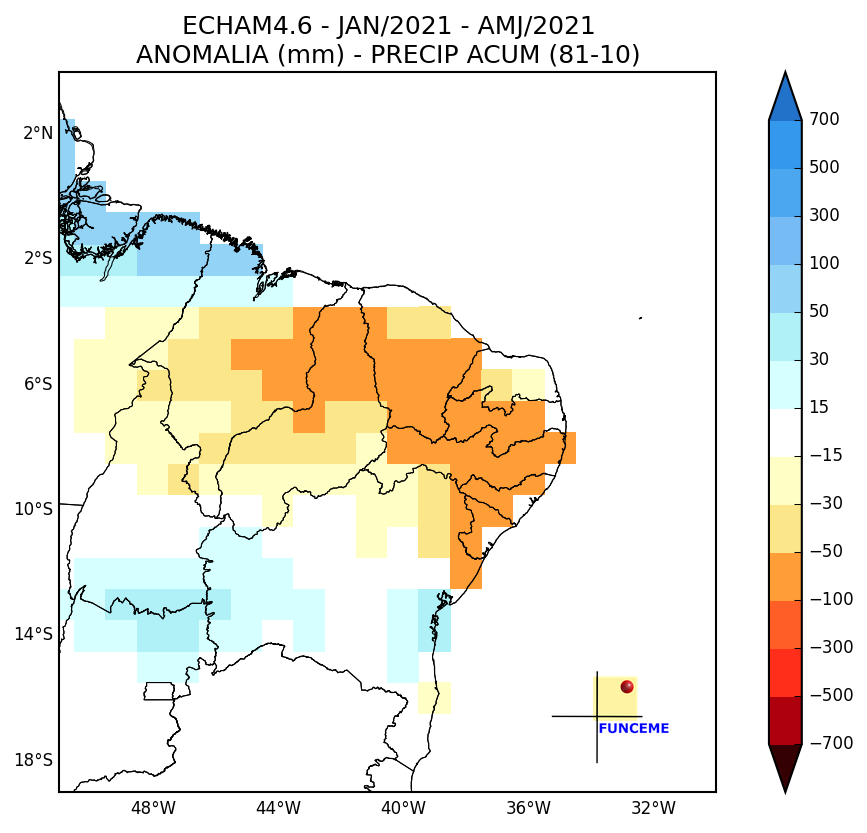 ECHAM4.6 - JAN/2021 - AMJ/2021
ANOMALIA (mm) - PRECIP ACUM (81-10)
2°N
2°S
6°S
10°S
14°S
18°S
48°W 44°W 40°W 36°W 32°W
700
500
300
100
50
30
15
−15
−30
−50
−100
−300
−500
−700
FUNCEME